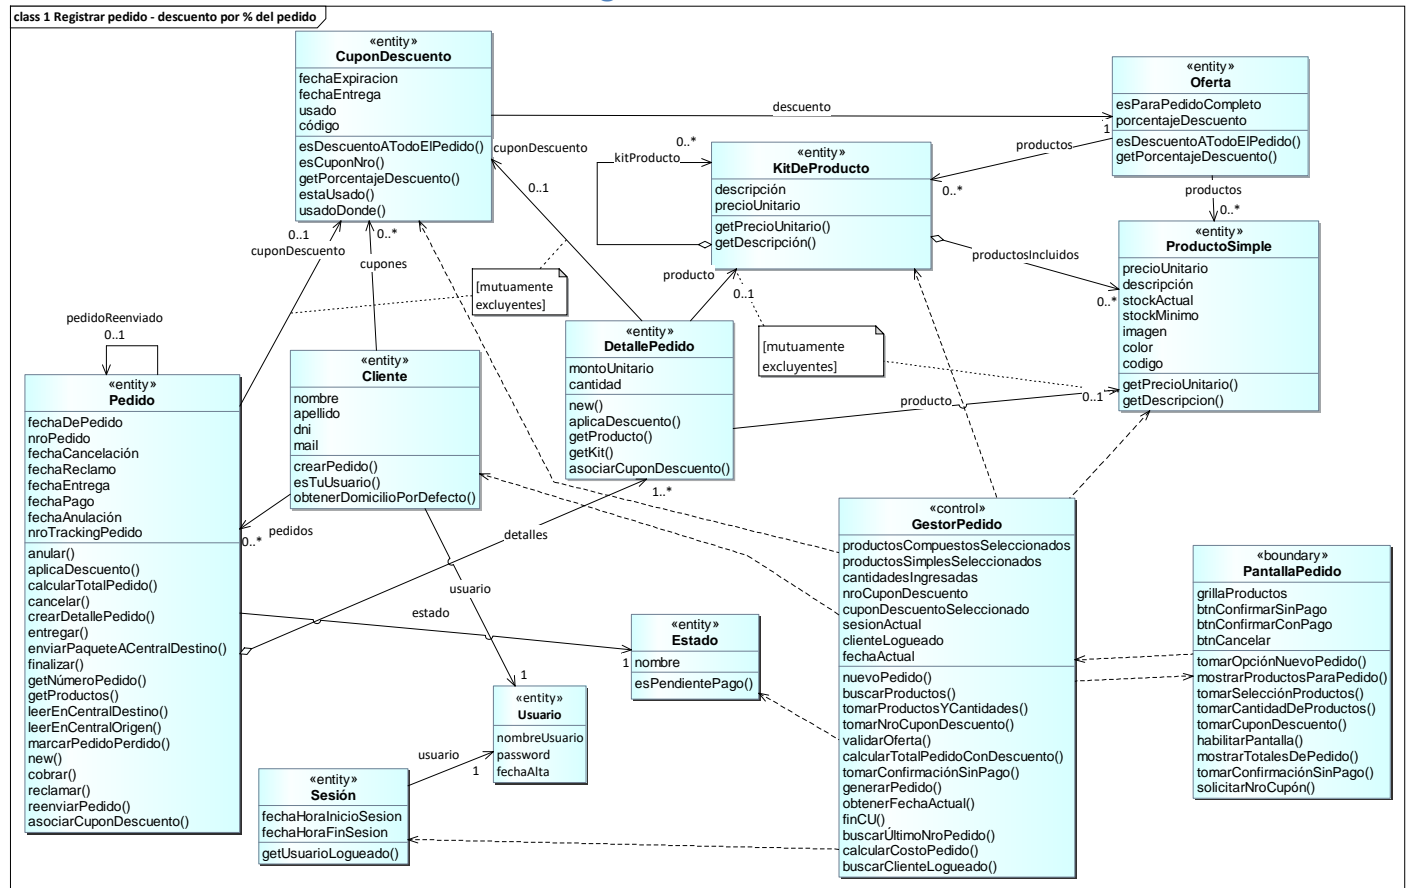 class 1 Registrar pedido - descuento por % del pedido
«entity»
CuponDescuento
fechaExpiracion
fechaEntrega
usado
código
esDescuentoATodoElPedido()
esCuponNro()
getPorcentajeDescuento()
estaUsado()
usadoDonde()
descuento
1
«entity»
Oferta
esParaPedidoCompleto
porcentajeDescuento
esDescuentoATodoElPedido()
getPorcentajeDescuento()
productos
0..*
productos
0..*
kitProducto
0..*
«entity»
KitDeProducto
descripción
precioUnitario
getPrecioUnitario()
getDescripción()
productosIncluidos
0..*
«entity»
ProductoSimple
precioUnitario
descripción
stockActual
stockMinimo
imagen
color
codigo
getPrecioUnitario()
getDescripcion()
cuponDescuento
0..1
0..1
cuponDescuento
0..*
cupones
[mutuamente
excluyentes]
producto
0..1
[mutuamente
excluyentes]
producto
0..1
pedidoReenviado
0..1
«entity»
Pedido
fechaDePedido
nroPedido
fechaCancelación
fechaReclamo
fechaEntrega
fechaPago
fechaAnulación
nroTrackingPedido
anular()
aplicaDescuento()
calcularTotalPedido()
cancelar()
crearDetallePedido()
entregar()
enviarPaqueteACentralDestino()
finalizar()
getNúmeroPedido()
getProductos()
leerEnCentralDestino()
leerEnCentralOrigen()
marcarPedidoPerdido()
new()
cobrar()
reclamar()
reenviarPedido()
asociarCuponDescuento()
«entity»
Cliente
nombre
apellido
dni
mail
crearPedido()
esTuUsuario()
obtenerDomicilioPorDefecto()
pedidos
0..*
«entity»
DetallePedido
montoUnitario
cantidad
new()
aplicaDescuento()
getProducto()
getKit()
asociarCuponDescuento()
1..*
detalles
usuario
1
estado
1
«entity»
Estado
nombre
esPendientePago()
«entity»
Usuario
nombreUsuario
password
fechaAlta
usuario
1
«entity»
Sesión
fechaHoraInicioSesion
fechaHoraFinSesion
getUsuarioLogueado()
«control»
GestorPedido
productosCompuestosSeleccionados
productosSimplesSeleccionados
cantidadesIngresadas
nroCuponDescuento
cuponDescuentoSeleccionado
sesionActual
clienteLogueado
fechaActual
nuevoPedido()
buscarProductos()
tomarProductosYCantidades()
tomarNroCuponDescuento()
validarOferta()
calcularTotalPedidoConDescuento()
tomarConfirmaciónSinPago()
generarPedido()
obtenerFechaActual()
finCU()
buscarÚltimoNroPedido()
calcularCostoPedido()
buscarClienteLogueado()
«boundary»
PantallaPedido
grillaProductos
btnConfirmarSinPago
btnConfirmarConPago
btnCancelar
tomarOpciónNuevoPedido()
mostrarProductosParaPedido()
tomarSelecciónProductos()
tomarCantidadDeProductos()
tomarCuponDescuento()
habilitarPantalla()
mostrarTotalesDePedido()
tomarConfirmaciónSinPago()
solicitarNroCupón()